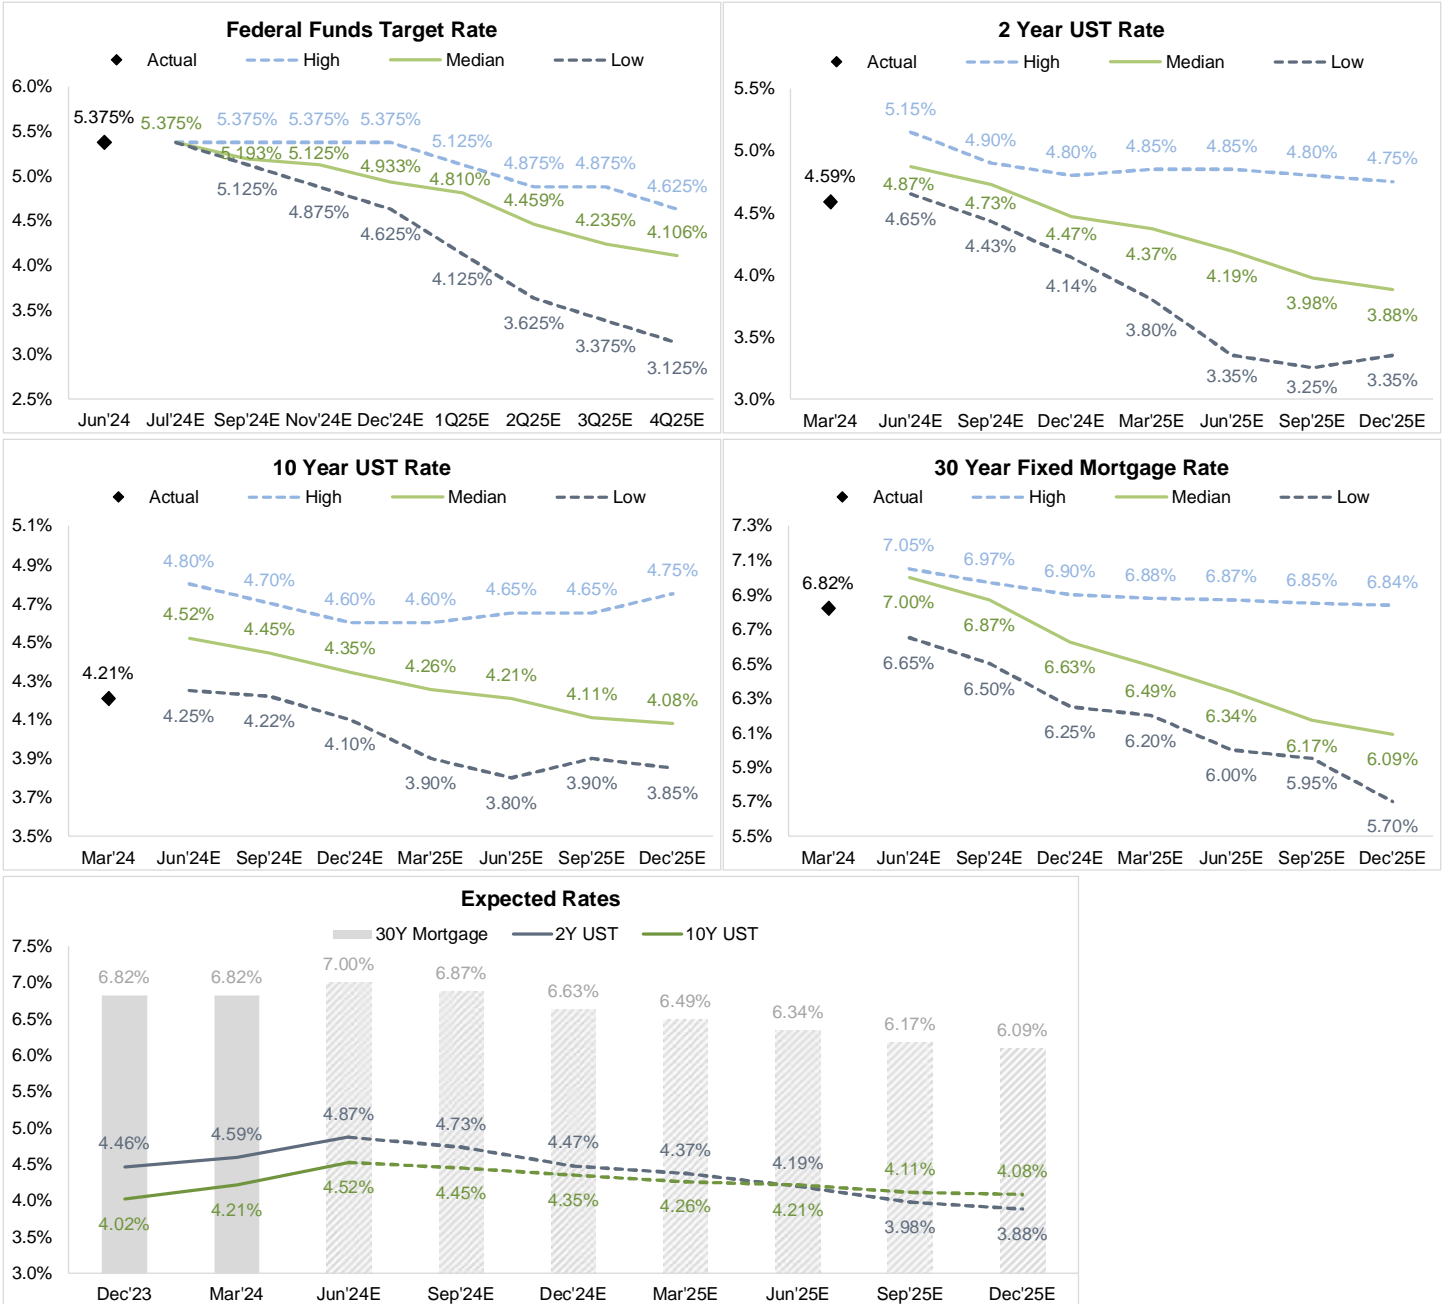 Federal Funds Target Rate
Actual High Median Low
6.0%
5.5%
5.0%
4.5%
4.0%
3.5%
3.0%
2.5%
5.375% 5.375% 5.375% 5.375% 5.375% 5.125% 4.875% 4.875% 4.625%
5.193% 5.125% 4.933% 4.810% 4.459% 4.235% 4.106%
5.125% 4.875% 4.625% 4.125% 3.625% 3.375% 3.125%
Jun'24 Jul'24E Sep'24E Nov'24E Dec'24E 1Q25E 2Q25E 3Q25E 4Q25E
2 Year UST Rate
Actual High Median Low
5.5%
5.0%
4.5%
4.0%
3.5%
3.0%
4.59%
5.15% 4.90% 4.80% 4.85% 4.85% 4.80% 4.75%
4.87% 4.73% 4.47% 4.37% 4.19% 3.98% 3.88%
4.65% 4.43% 4.14% 3.80% 3.35% 3.25% 3.35%
Mar'24 Jun'24E Sep'24E Dec'24E Mar'25E Jun'25E Sep'25E Dec'25E
10 Year UST Rate
Actual High Median Low
5.1%
4.9%
4.7%
4.5%
4.3%
4.1%
3.9%
3.7%
3.5%
4.21%
4.80% 4.70% 4.60% 4.60% 4.65% 4.65% 4.75%
4.52% 4.45% 4.35% 4.26% 4.21% 4.11% 4.08%
4.25% 4.22% 4.10% 3.90% 3.80% 3.90% 3.85%
Mar'24 Jun'24E Sep'24E Dec'24E Mar'25E Jun'25E Sep'25E Dec'25E
30 Year Fixed Mortgage Rate
Actual High Median Low
7.3%
7.1%
6.9%
6.7%
6.5%
6.3%
6.1%
5.9%
5.7%
5.5%
6.82%
7.05% 6.97% 6.90% 6.88% 6.87% 6.85% 6.84%
7.00% 6.87% 6.63% 6.49% 6.34% 6.17% 6.09%
6.65% 6.50% 6.25% 6.20% 6.00% 5.95% 5.70%
Mar'24 Jun'24E Sep'24E Dec'24E Mar'25E Jun'25E Sep'25E Dec'25E
Expected Rates
30Y Mortgage 2Y UST 10Y UST
7.5%
7.0%
6.5%
6.0%
5.5%
5.0%
4.5%
4.0%
3.5%
3.0%
6.82% 6.82% 7.00% 6.87% 6.63% 6.49% 6.34% 6.17% 6.09%
4.46% 4.59% 4.87% 4.73% 4.47% 4.37% 4.19% 3.98% 3.88%
4.02% 4.21% 4.52% 4.45% 4.35% 4.26% 4.21% 4.11% 4.08%
Dec'23 Mar'24 Jun'24E Sep'24E Dec'24E Mar'25E Jun'25E Sep'25E Dec'25E